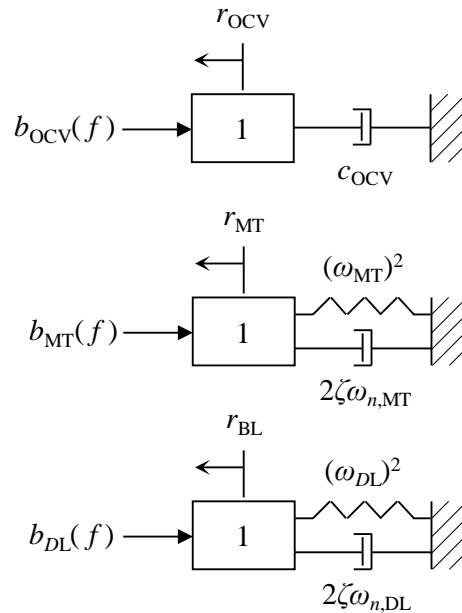 r_OCV
b_OCV(f)
1
c_OCV
r_MT
(ω_MT)²
b_MT(f)
1
2ζω_n,MT
r_BL
(ω_DL)²
b_DL(f)
1
2ζω_n,DL